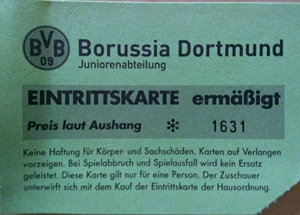 BVB
09
Borussia Dortmund
Juniorenabteilung
EINTRITTSKARTE ermäßigt
Preis laut Aushang * 1631
Keine Haftung für Körper- und Sachschäden. Karten auf Verlangen
vorzeigen. Bei Spielabbruch und Spielausfall wird kein Ersatz
geleistet. Diese Karte gilt nur für eine Person. Der Zuschauer
unterwirft sich mit dem Kauf der Eintrittskarte der Hausordnung.